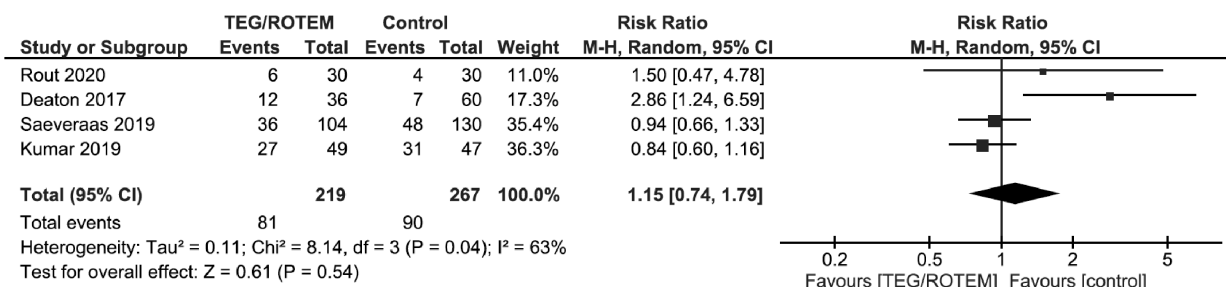 TEG/ROTEM Control Risk Ratio Risk Ratio
Study or Subgroup Events Total Events Total Weight M-H, Random, 95% CI M-H, Random, 95% CI
Rout 2020 6 30 4 30 11.0% 1.50 [0.47, 4.78]
Deaton 2017 12 36 7 60 17.3% 2.86 [1.24, 6.59]
Saeveraas 2019 36 104 48 130 35.4% 0.94 [0.66, 1.33]
Kumar 2019 27 49 31 47 36.3% 0.84 [0.60, 1.16]
Total (95% CI) 219 267 100.0% 1.15 [0.74, 1.79]
Total events 81 90
Heterogeneity: Tau² = 0.11; Chi² = 8.14, df = 3 (P = 0.04); I² = 63%
Test for overall effect: Z = 0.61 (P = 0.54)
0.2 0.5 1 2 5
Favours [TEG/ROTEM] Favours [control]